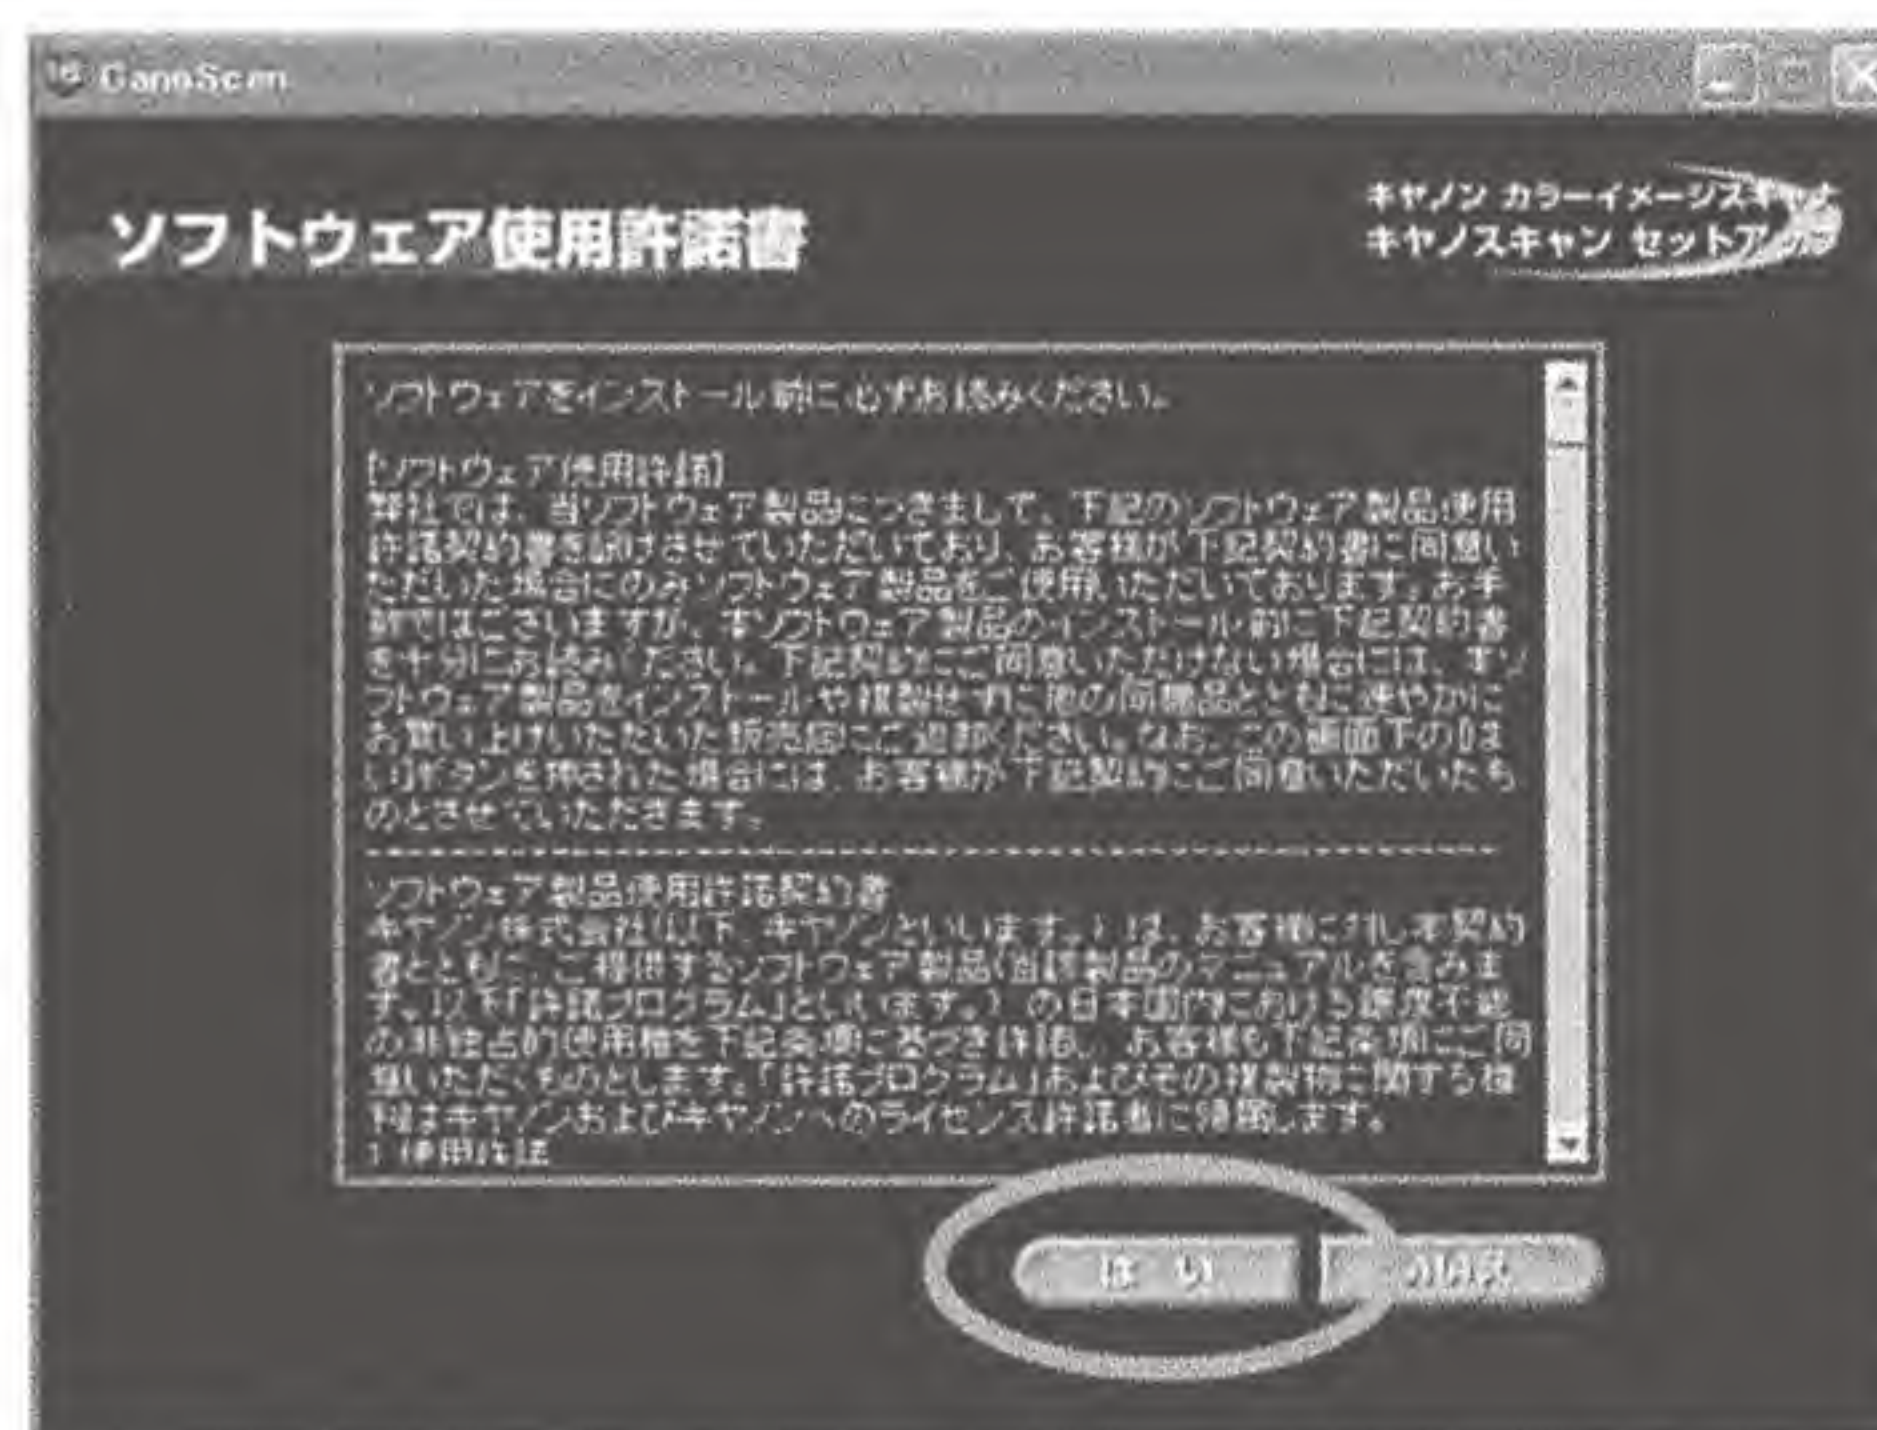 CanoScan
ソフトウェア使用許諾書
キヤノン カラーイメージスキャナ
キヤノスキャン セットアップ
ソフトウェアをインストール前に必ずお読みください。
[ソフトウェア使用許諾]
弊社では、当ソフトウェア製品につきまして、下記のソフトウェア製品使用
許諾契約書を設けさせていただいており、お客様が下記契約書に同意い
ただいた場合にのみソフトウェア製品をご使用いただいております。お手
数ではございますが、本ソフトウェア製品のインストール前に下記契約書
を十分にお読みください。下記契約にご同意いただけない場合には、本ソ
フトウェア製品をインストールや複製せずに他の同梱品とともに速やかに
お買い上げいただいた販売店にご返却ください。なお、この画面下の[は
い]ボタンを押された場合には、お客様が下記契約にご同意いただいたも
のとさせていただきます。
ソフトウェア製品使用許諾契約書
キヤノン株式会社(以下、キヤノンといいます。)は、お客様に対し本契約
書とともに、ご提供するソフトウェア製品(当該製品のマニュアルを含みま
す。以下「許諾プログラム」といいます。)の日本国内における譲渡不能
の非独占的使用権を下記条項に基づき許諾し、お客様も下記条項にご同
意いただくものとします。「許諾プログラム」およびその複製物に関する権
利はキヤノンおよびキヤノンへのライセンス許諾者に帰属します。
1 使用許諾
はい
いいえ